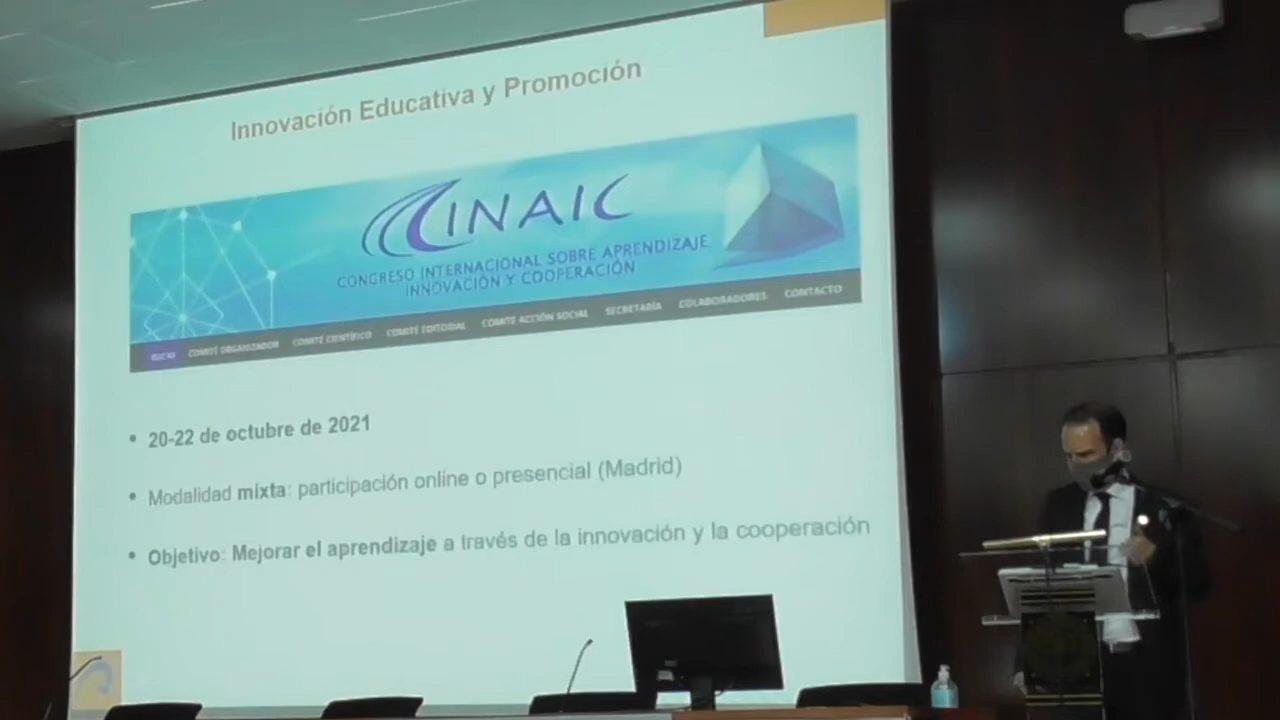 Innovación Educativa y Promoción
CINAIC
CONGRESO INTERNACIONAL SOBRE APRENDIZAJE
INNOVACIÓN Y COOPERACIÓN
INICIO COMITÉ ORGANIZADOR COMITÉ CIENTÍFICO COMITÉ EDITORIAL COMITÉ ACCIÓN SOCIAL SECRETARÍA COLABORADORES CONTACTO
• 20-22 de octubre de 2021
• Modalidad mixta: participación online o presencial (Madrid)
• Objetivo: Mejorar el aprendizaje a través de la innovación y la cooperación